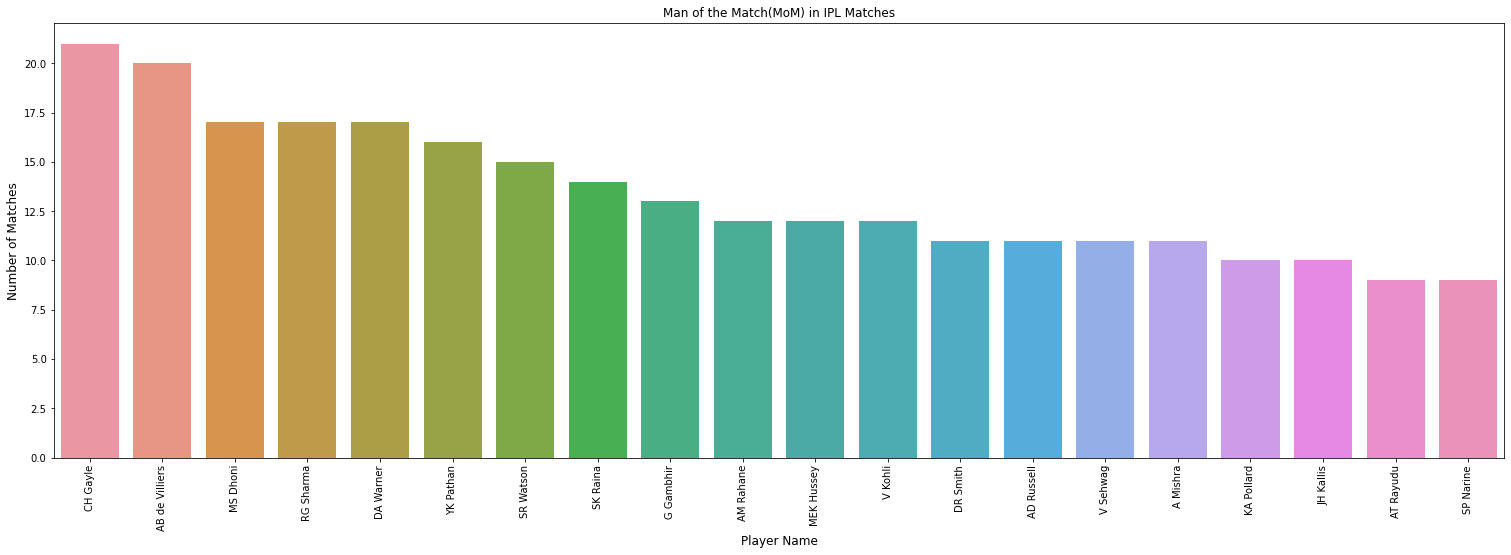 Man of the Match(MoM) in IPL Matches
Number of Matches
20.0
17.5
15.0
12.5
10.0
7.5
5.0
2.5
0.0
CH Gayle
AB de Villiers
MS Dhoni
RG Sharma
DA Warner
YK Pathan
SR Watson
SK Raina
G Gambhir
AM Rahane
MEK Hussey
V Kohli
DR Smith
AD Russell
V Sehwag
A Mishra
KA Pollard
JH Kallis
AT Rayudu
SP Narine
Player Name